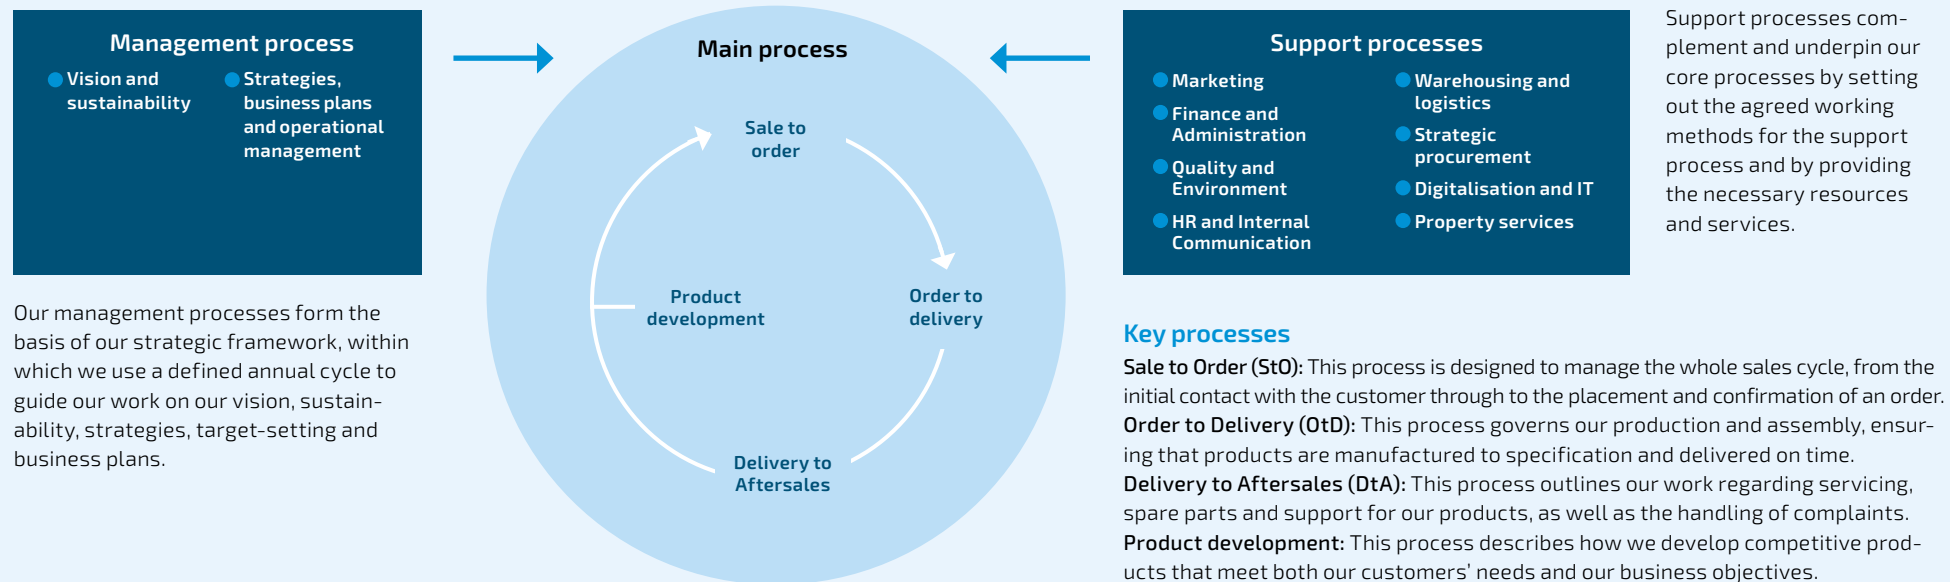 Management process
Vision and
sustainability
Strategies,
business plans
and operational
management
Our management processes form the
basis of our strategic framework, within
which we use a defined annual cycle to
guide our work on our vision, sustain-
ability, strategies, target-setting and
business plans.
Main process
Sale to
order
Order to
delivery
Delivery to
Aftersales
Product
development
Support processes
Marketing
Finance and
Administration
Quality and
Environment
HR and Internal
Communication
Warehousing and
logistics
Strategic
procurement
Digitalisation and IT
Property services
Support processes com-
plement and underpin our
core processes by setting
out the agreed working
methods for the support
process and by providing
the necessary resources
and services.
Key processes
Sale to Order (StO): This process is designed to manage the whole sales cycle, from the
initial contact with the customer through to the placement and confirmation of an order.
Order to Delivery (OtD): This process governs our production and assembly, ensur-
ing that products are manufactured to specification and delivered on time.
Delivery to Aftersales (DtA): This process outlines our work regarding servicing,
spare parts and support for our products, as well as the handling of complaints.
Product development: This process describes how we develop competitive prod-
ucts that meet both our customers' needs and our business objectives.